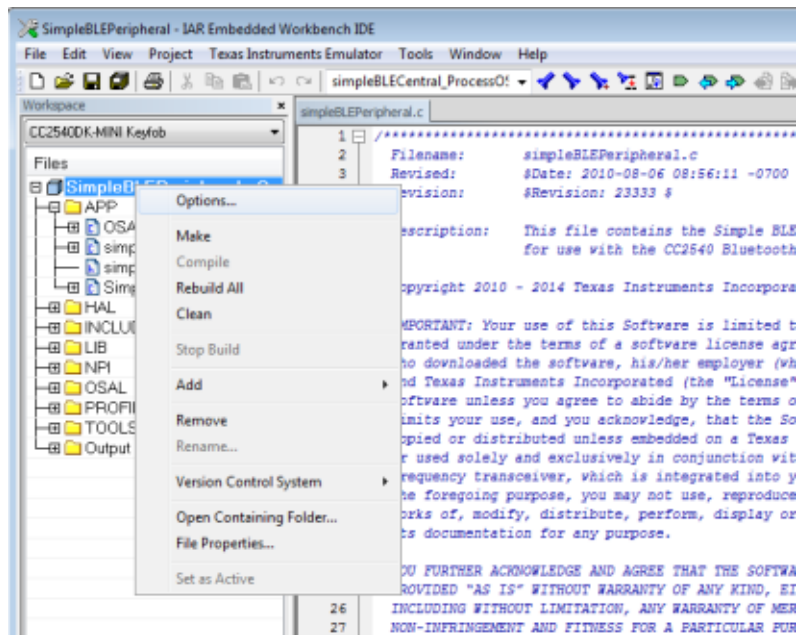 SimpleBLEPeripheral - IAR Embedded Workbench IDE
File Edit View Project Texas Instruments Emulator Tools Window Help
simpleBLECentral_ProcessOS
Workspace
simpleBLEPeripheral.c
CC2540DK-MINI Keyfob
Files
SimpleBLEPeripheral - C
APP
OSA
simp
simp
Simp
HAL
INCLUD
LIB
NPI
OSAL
PROFI
TOOLS
Output
Options...
Make
Compile
Rebuild All
Clean
Stop Build
Add
Remove
Rename...
Version Control System
Open Containing Folder...
File Properties...
Set as Active
1 /**************************************************
2 Filename: simpleBLEPeripheral.c
3 Revised: $Date: 2010-08-06 08:56:11 -0700
evision: $Revision: 23333 $
escription: This file contains the Simple BLE
for use with the CC2540 Bluetooth
opyright 2010 - 2014 Texas Instruments Incorpora
MPORTANT: Your use of this Software is limited t
ranted under the terms of a software license agr
ho downloaded the software, his/her employer (wh
nd Texas Instruments Incorporated (the "License"
oftware unless you agree to abide by the terms o
imits your use, and you acknowledge, that the So
opied or distributed unless embedded on a Texas
r used solely and exclusively in conjunction wit
requency transceiver, which is integrated into y
he foregoing purpose, you may not use, reproduce
orks of, modify, distribute, perform, display or
ts documentation for any purpose.
OU FURTHER ACKNOWLEDGE AND AGREE THAT THE SOFTWA
PROVIDED "AS IS" WITHOUT WARRANTY OF ANY KIND, EI
26 INCLUDING WITHOUT LIMITATION, ANY WARRANTY OF MER
27 NON-INFRINGEMENT AND FITNESS FOR A PARTICULAR PUR